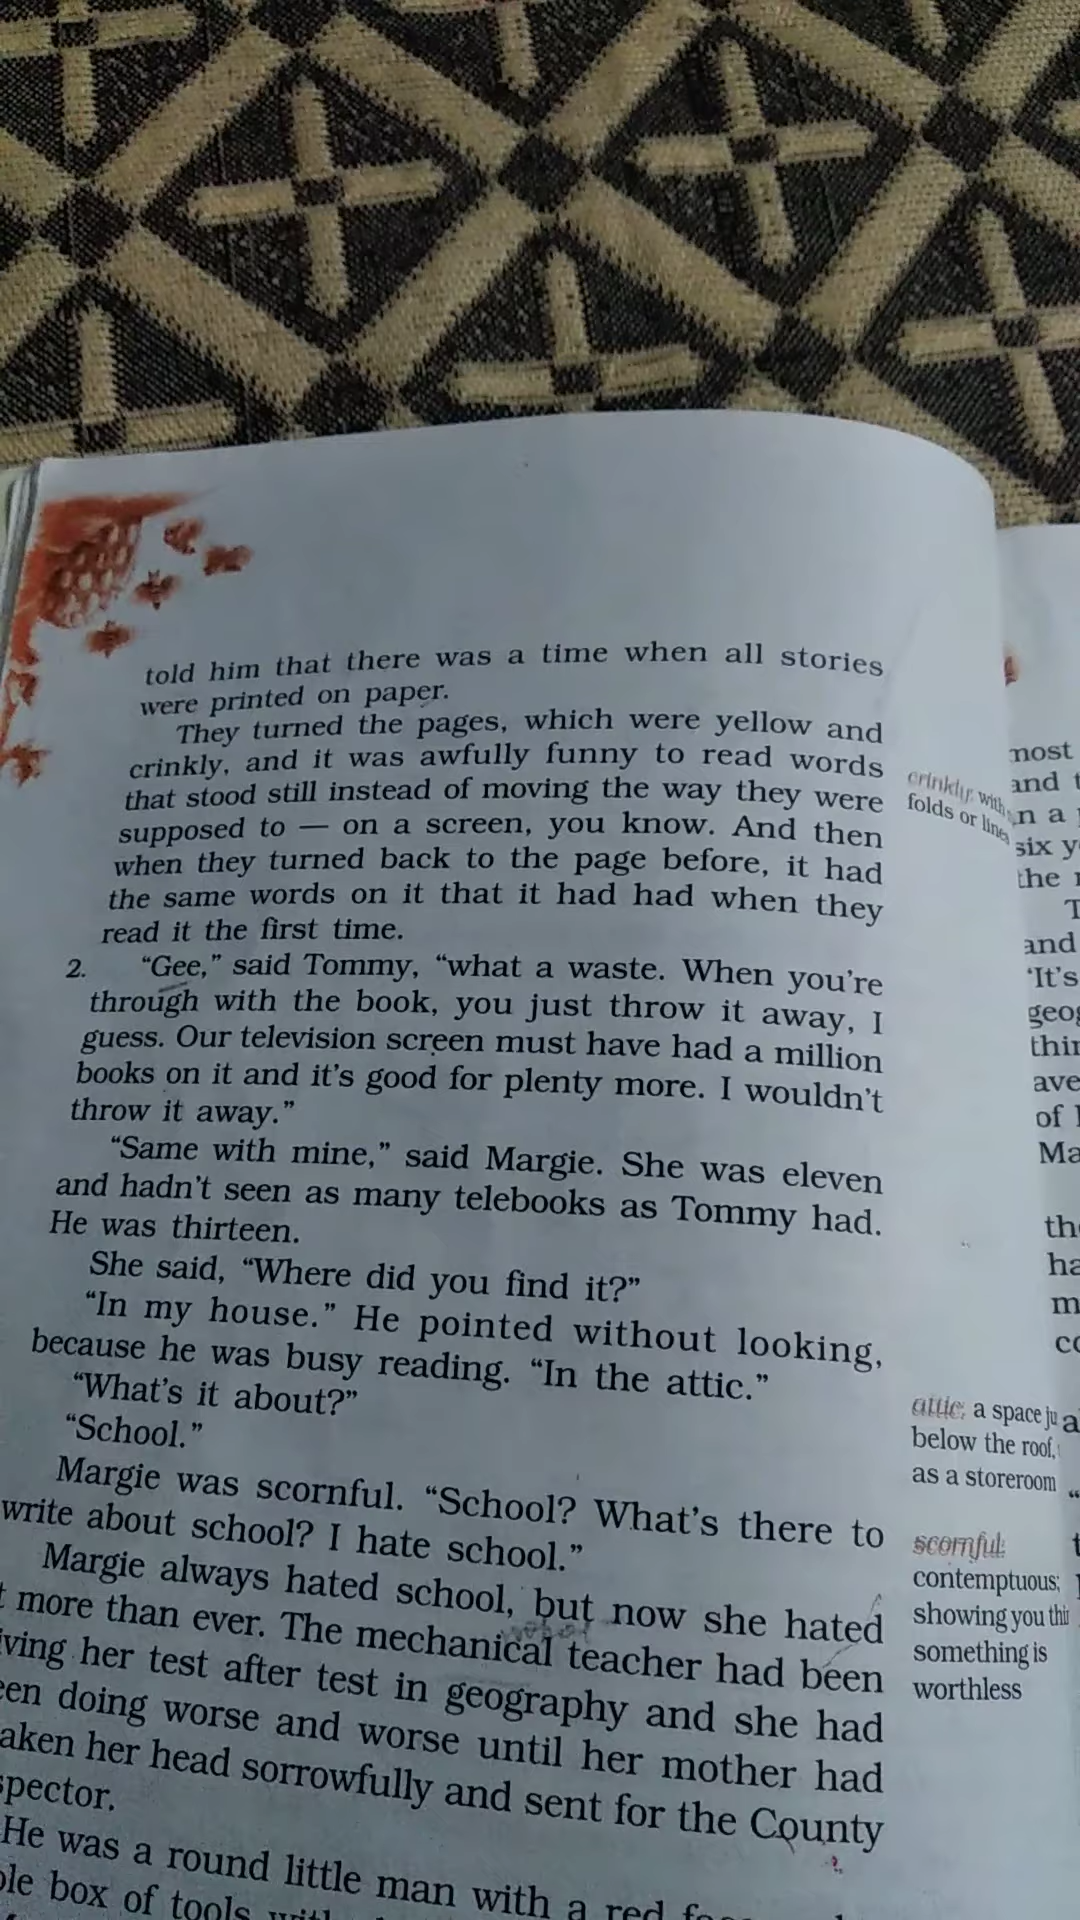 told him that there was a time when all stories
were printed on paper.
They turned the pages, which were yellow and
crinkly, and it was awfully funny to read words
that stood still instead of moving the way they were
supposed to — on a screen, you know. And then
when they turned back to the page before, it had
the same words on it that it had had when they
read it the first time.
2. “Gee,” said Tommy, “what a waste. When you're
through with the book, you just throw it away, I
guess. Our television screen must have had a million
books on it and it's good for plenty more. I wouldn't
throw it away.”
“Same with mine,” said Margie. She was eleven
and hadn't seen as many telebooks as Tommy had.
He was thirteen.
She said, “Where did you find it?”
“In my house.” He pointed without looking,
because he was busy reading. “In the attic.”
“What's it about?”
“School.”
Margie was scornful. “School? What's there to
write about school? I hate school.”
Margie always hated school, but now she hated
more than ever. The mechanical teacher had been
her test after test in geography and she had
doing worse and worse until her mother had
her head sorrowfully and sent for the County
He was a round little man with a red
box of tools
crinkly: with
folds or lines
attic: a space
below the roof,
as a storeroom
scornful:
contemptuous;
showing you
something is
worthless
most
and
a
six
the
and
‘It's
of